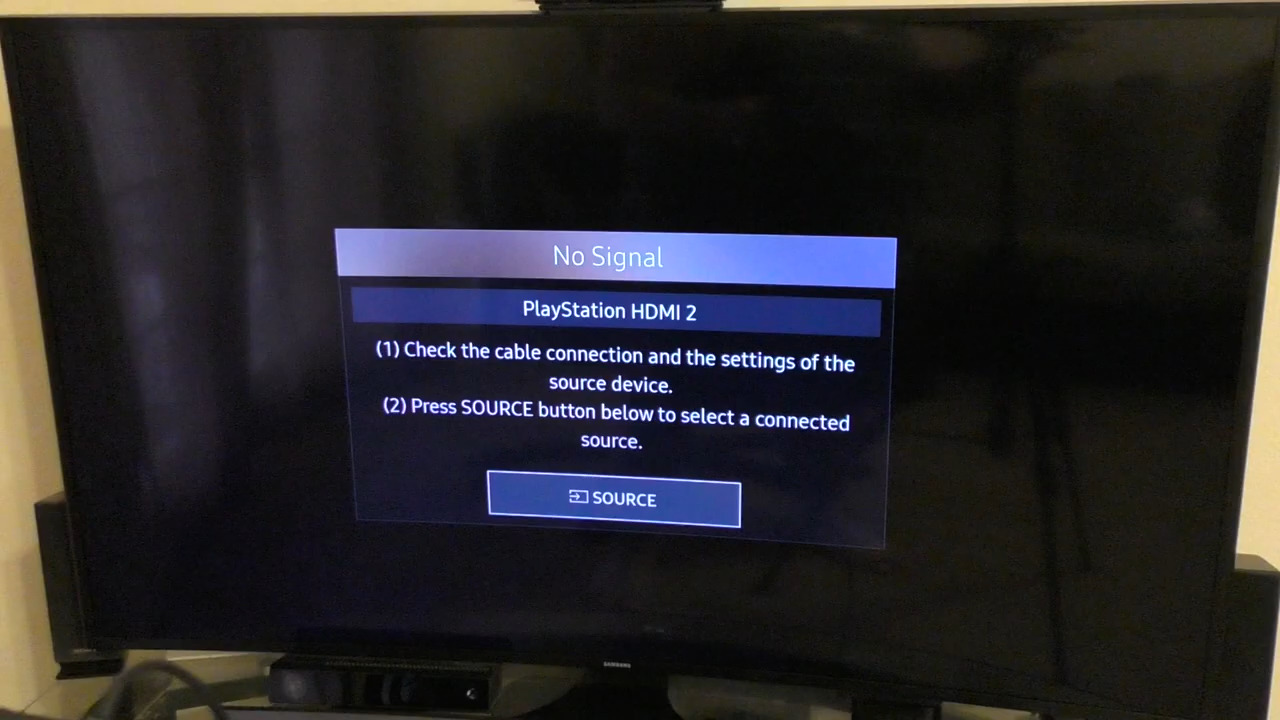 No Signal
PlayStation HDMI 2
(1) Check the cable connection and the settings of the
source device.
(2) Press SOURCE button below to select a connected
source.
SOURCE
SAMSUNG